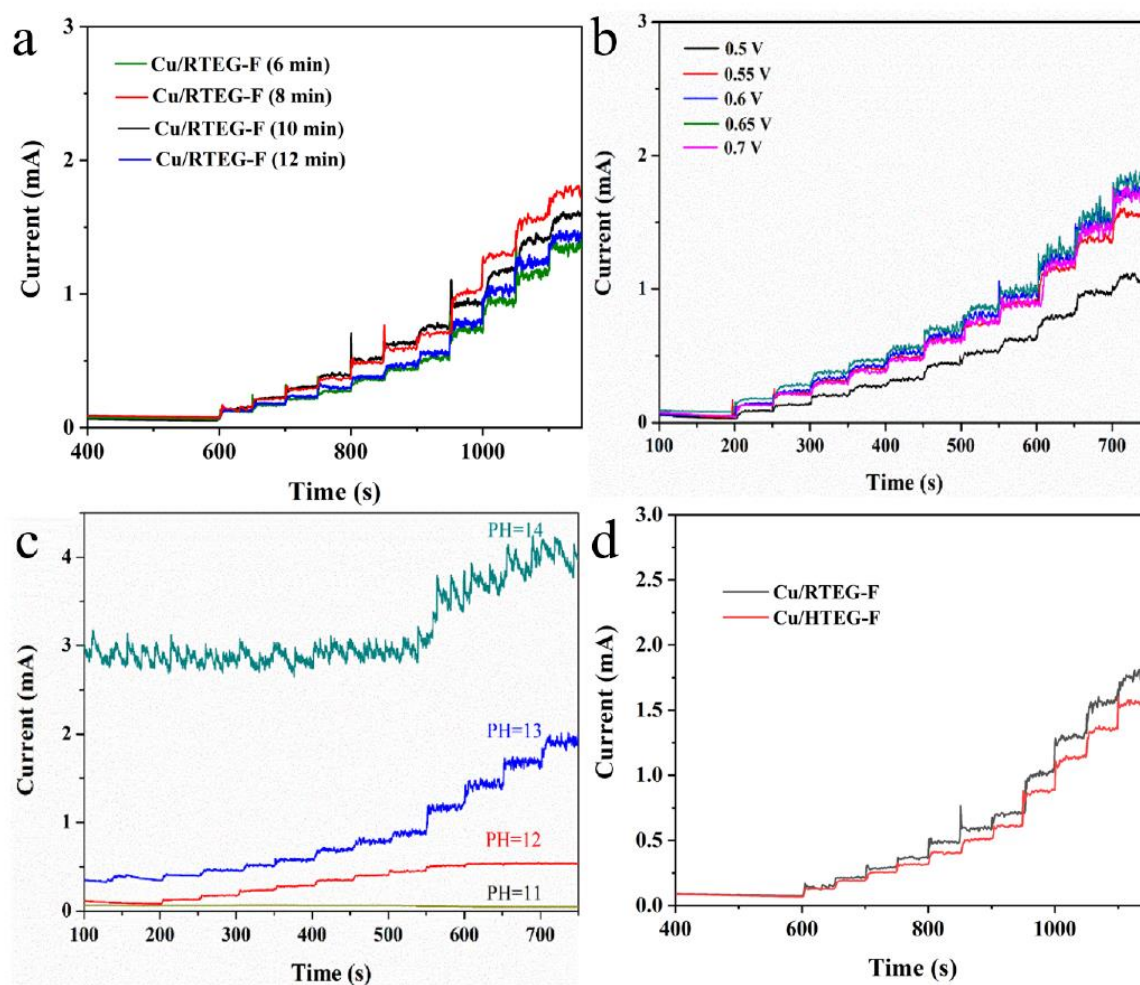 a
3
2
1
0
Current (mA)
Cu/RTEG-F (6 min)
Cu/RTEG-F (8 min)
Cu/RTEG-F (10 min)
Cu/RTEG-F (12 min)
400
600
800
1000
Time (s)
b
3
2
1
0
Current (mA)
0.5 V
0.55 V
0.6 V
0.65 V
0.7 V
100
200
300
400
500
600
700
Time (s)
c
4
3
2
1
0
Current (mA)
PH=14
PH=13
PH=12
PH=11
100
200
300
400
500
600
700
Time (s)
d
3.0
2.5
2.0
1.5
1.0
0.5
0.0
Current (mA)
Cu/RTEG-F
Cu/HTEG-F
400
600
800
1000
Time (s)